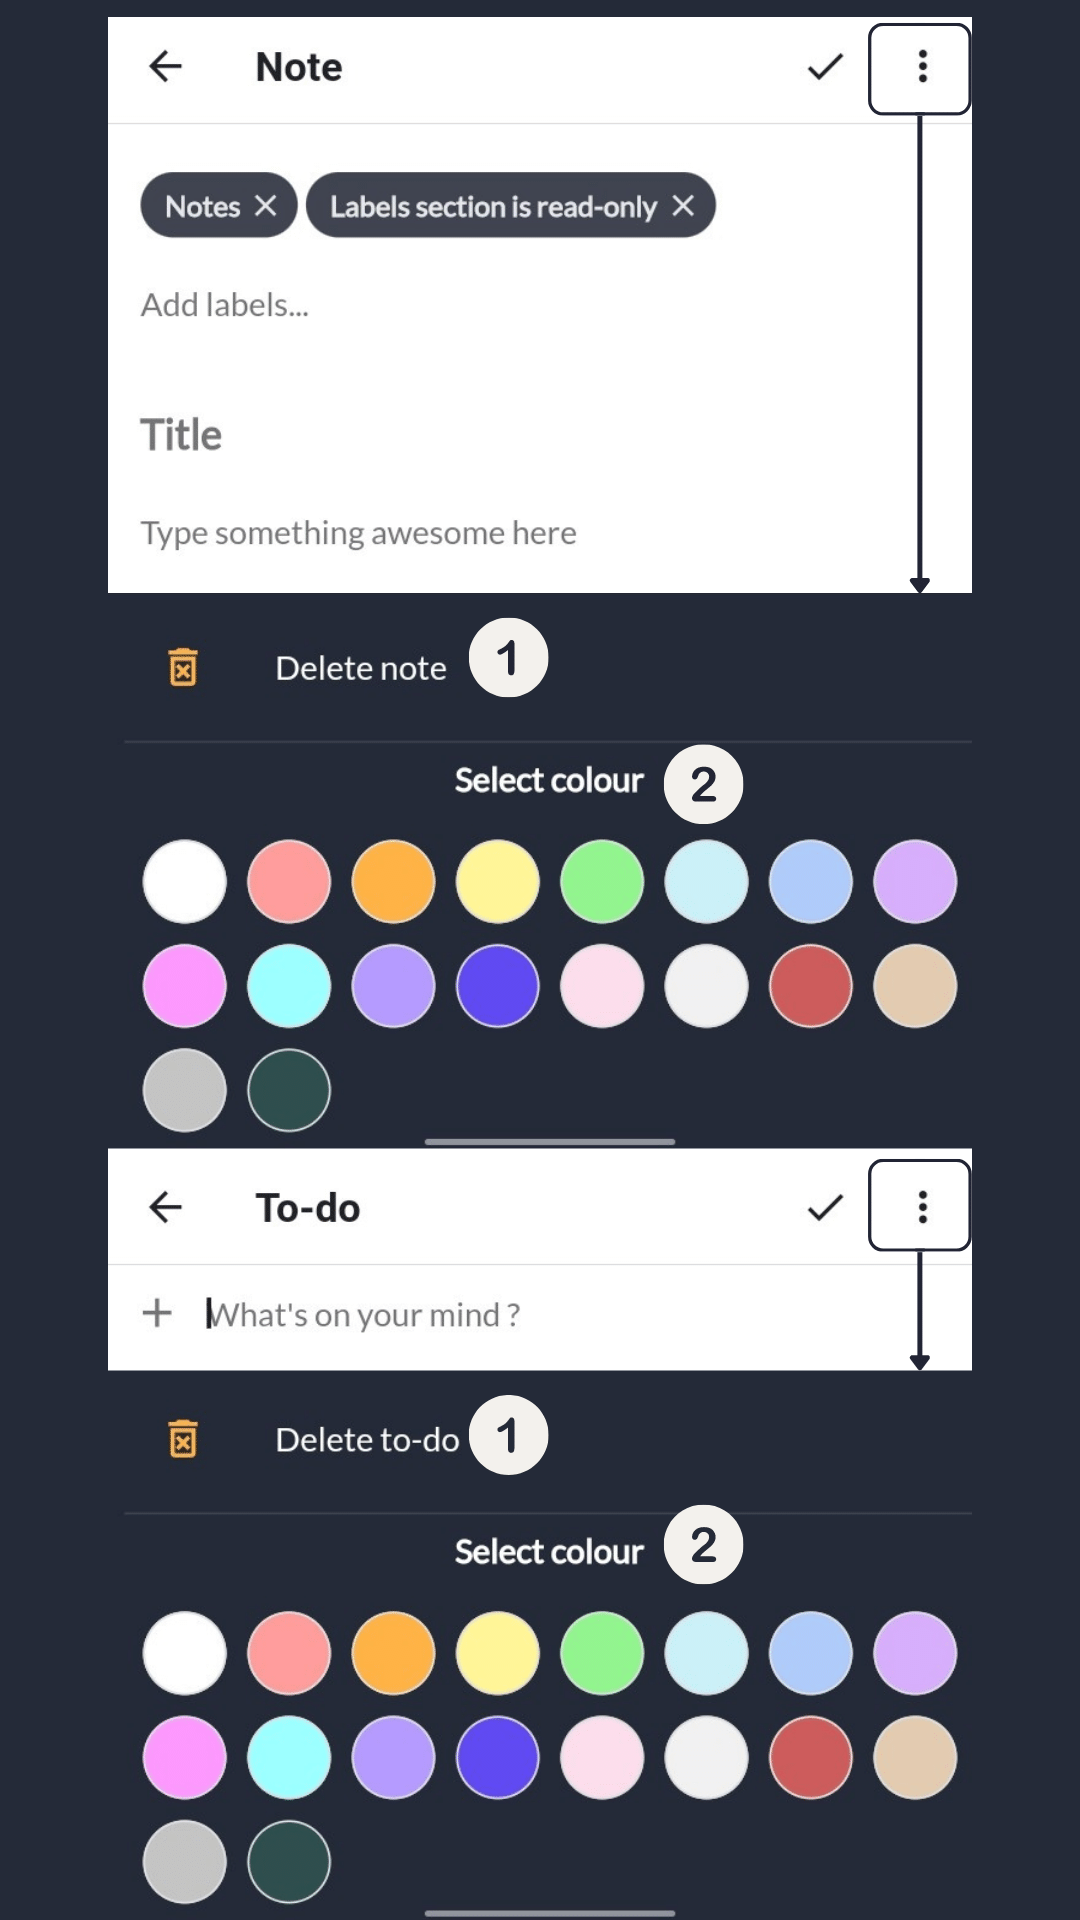 Note
Notes
Labels section is read-only
Add labels...
Title
Type something awesome here
Delete note
1
Select colour
2
To-do
What's on your mind ?
Delete to-do
1
Select colour
2